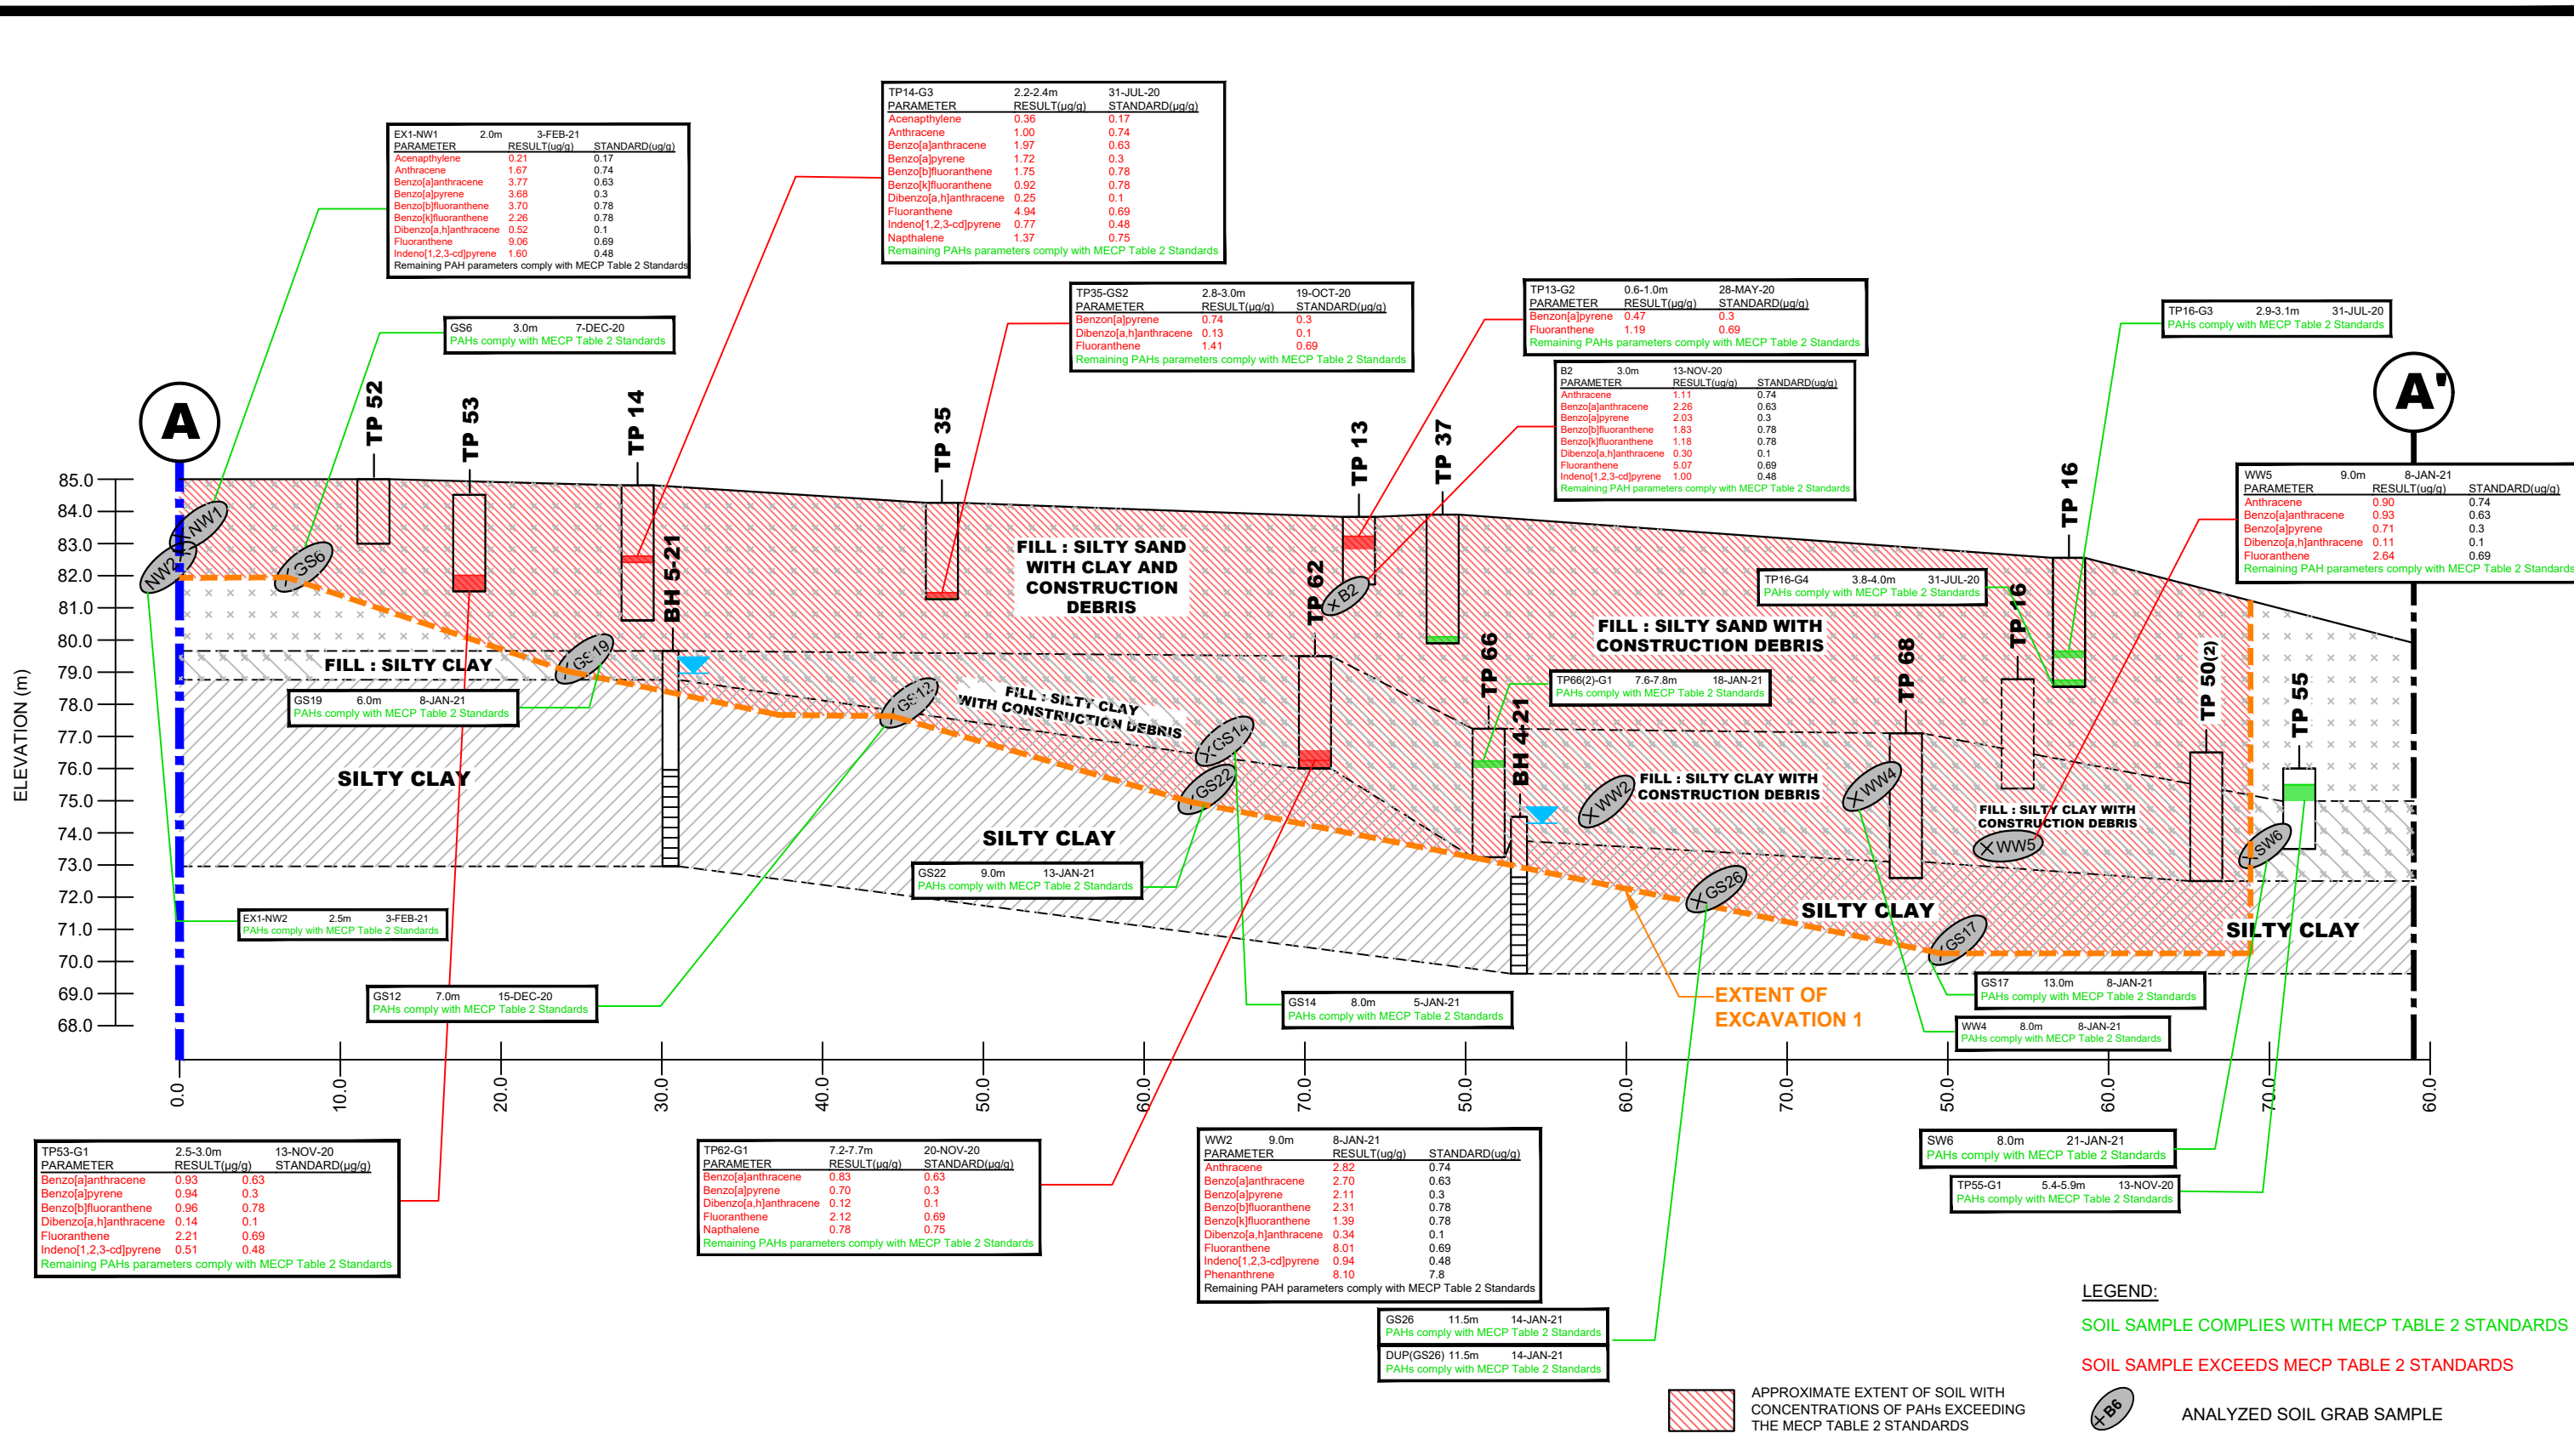 TP14-G3 2.2-2.4m 31-JUL-20
PARAMETER RESULT(µg/g) STANDARD(µg/g)
Acenapthylene 0.36 0.17
Anthracene 1.00 0.74
Benzo[a]anthracene 1.97 0.63
Benzo[a]pyrene 1.72 0.3
Benzo[b]fluoranthene 1.75 0.78
Benzo[k]fluoranthene 0.92 0.78
Dibenzo[a,h]anthracene 0.25 0.1
Fluoranthene 4.94 0.69
Indeno[1,2,3-cd]pyrene 0.77 0.48
Napthalene 1.37 0.75
Remaining PAHs parameters comply with MECP Table 2 Standards
EX1-NW1 2.0m 3-FEB-21
PARAMETER RESULT(ug/g) STANDARD(ug/g)
Acenapthylene 0.21 0.17
Anthracene 1.67 0.74
Benzo[a]anthracene 3.77 0.63
Benzo[a]pyrene 3.68 0.3
Benzo[b]fluoranthene 3.70 0.78
Benzo[k]fluoranthene 2.26 0.78
Dibenzo[a,h]anthracene 0.52 0.1
Fluoranthene 9.06 0.69
Indeno[1,2,3-cd]pyrene 1.60 0.48
Remaining PAH parameters comply with MECP Table 2 Standards
GS6 3.0m 7-DEC-20
PAHs comply with MECP Table 2 Standards
TP35-GS2 2.8-3.0m 19-OCT-20
PARAMETER RESULT(µg/g) STANDARD(µg/g)
Benzon[a]pyrene 0.74 0.3
Dibenzo[a,h]anthracene 0.13 0.1
Fluoranthene 1.41 0.69
Remaining PAHs parameters comply with MECP Table 2 Standards
TP13-G2 0.6-1.0m 28-MAY-20
PARAMETER RESULT(µg/g) STANDARD(µg/g)
Benzon[a]pyrene 0.47 0.3
Fluoranthene 1.19 0.69
Remaining PAHs parameters comply with MECP Table 2 Standards
B2 3.0m 13-NOV-20
PARAMETER RESULT(ug/g) STANDARD(ug/g)
Anthracene 1.11 0.74
Benzo[a]anthracene 2.26 0.63
Benzo[a]pyrene 2.03 0.3
Benzo[b]fluoranthene 1.83 0.78
Benzo[k]fluoranthene 1.18 0.78
Dibenzo[a,h]anthracene 0.30 0.1
Fluoranthene 5.07 0.69
Indeno[1,2,3-cd]pyrene 1.00 0.48
Remaining PAH parameters comply with MECP Table 2 Standards
TP16-G3 2.9-3.1m 31-JUL-20
PAHs comply with MECP Table 2 Standards
WW5 9.0m 8-JAN-21
PARAMETER RESULT(ug/g) STANDARD(ug/g)
Anthracene 0.90 0.74
Benzo[a]anthracene 0.93 0.63
Benzo[a]pyrene 0.71 0.3
Dibenzo[a,h]anthracene 0.11 0.1
Fluoranthene 2.64 0.69
Remaining PAH parameters comply with MECP Table 2 Standards
A
A'
TP 52
TP 53
TP 14
BH 5-21
TP 35
TP 62
TP 13
TP 37
TP 66
BH 4-21
TP 68
TP 16
TP 16
TP 50(2)
TP 55
ELEVATION (m)
85.0
84.0
83.0
82.0
81.0
80.0
79.0
78.0
77.0
76.0
75.0
74.0
73.0
72.0
71.0
70.0
69.0
68.0
NW1
NW2
GS6
GS19
GS12
XGS14
GS22
X B2
XWW2
XWW4
XWW5
XGS26
GS17
SW6
FILL : SILTY SAND
WITH CLAY AND
CONSTRUCTION
DEBRIS
TP16-G4 3.8-4.0m 31-JUL-20
PAHs comply with MECP Table 2 Standards
FILL : SILTY SAND WITH
CONSTRUCTION DEBRIS
FILL : SILTY CLAY
GS19 6.0m 8-JAN-21
PAHs comply with MECP Table 2 Standards
FILL : SILTY CLAY
WITH CONSTRUCTION DEBRIS
TP66(2)-G1 7.6-7.8m 18-JAN-21
PAHs comply with MECP Table 2 Standards
SILTY CLAY
FILL : SILTY CLAY WITH
CONSTRUCTION DEBRIS
FILL : SILTY CLAY WITH
CONSTRUCTION DEBRIS
SILTY CLAY
GS22 9.0m 13-JAN-21
PAHs comply with MECP Table 2 Standards
EX1-NW2 2.5m 3-FEB-21
PAHs comply with MECP Table 2 Standards
SILTY CLAY
SILTY CLAY
GS12 7.0m 15-DEC-20
PAHs comply with MECP Table 2 Standards
GS14 8.0m 5-JAN-21
PAHs comply with MECP Table 2 Standards
EXTENT OF
EXCAVATION 1
GS17 13.0m 8-JAN-21
PAHs comply with MECP Table 2 Standards
WW4 8.0m 8-JAN-21
PAHs comply with MECP Table 2 Standards
0.0 10.0 20.0 30.0 40.0 50.0 60.0 70.0 50.0 60.0 70.0 50.0 60.0 70.0 60.0
TP53-G1 2.5-3.0m 13-NOV-20
PARAMETER RESULT(µg/g) STANDARD(µg/g)
Benzo[a]anthracene 0.93 0.63
Benzo[a]pyrene 0.94 0.3
Benzo[b]fluoranthene 0.96 0.78
Dibenzo[a,h]anthracene 0.14 0.1
Fluoranthene 2.21 0.69
Indeno[1,2,3-cd]pyrene 0.51 0.48
Remaining PAHs parameters comply with MECP Table 2 Standards
TP62-G1 7.2-7.7m 20-NOV-20
PARAMETER RESULT(µg/g) STANDARD(µg/g)
Benzo[a]anthracene 0.83 0.63
Benzo[a]pyrene 0.70 0.3
Dibenzo[a,h]anthracene 0.12 0.1
Fluoranthene 2.12 0.69
Napthalene 0.78 0.75
Remaining PAHs parameters comply with MECP Table 2 Standards
WW2 9.0m 8-JAN-21
PARAMETER RESULT(ug/g) STANDARD(ug/g)
Anthracene 2.82 0.74
Benzo[a]anthracene 2.70 0.63
Benzo[a]pyrene 2.11 0.3
Benzo[b]fluoranthene 2.31 0.78
Benzo[k]fluoranthene 1.39 0.78
Dibenzo[a,h]anthracene 0.34 0.1
Fluoranthene 8.01 0.69
Indeno[1,2,3-cd]pyrene 0.94 0.48
Phenanthrene 8.10 7.8
Remaining PAH parameters comply with MECP Table 2 Standards
SW6 8.0m 21-JAN-21
PAHs comply with MECP Table 2 Standards
TP55-G1 5.4-5.9m 13-NOV-20
PAHs comply with MECP Table 2 Standards
GS26 11.5m 14-JAN-21
PAHs comply with MECP Table 2 Standards
DUP(GS26) 11.5m 14-JAN-21
PAHs comply with MECP Table 2 Standards
LEGEND:
SOIL SAMPLE COMPLIES WITH MECP TABLE 2 STANDARDS
SOIL SAMPLE EXCEEDS MECP TABLE 2 STANDARDS
APPROXIMATE EXTENT OF SOIL WITH
CONCENTRATIONS OF PAHs EXCEEDING
THE MECP TABLE 2 STANDARDS
XB6
ANALYZED SOIL GRAB SAMPLE